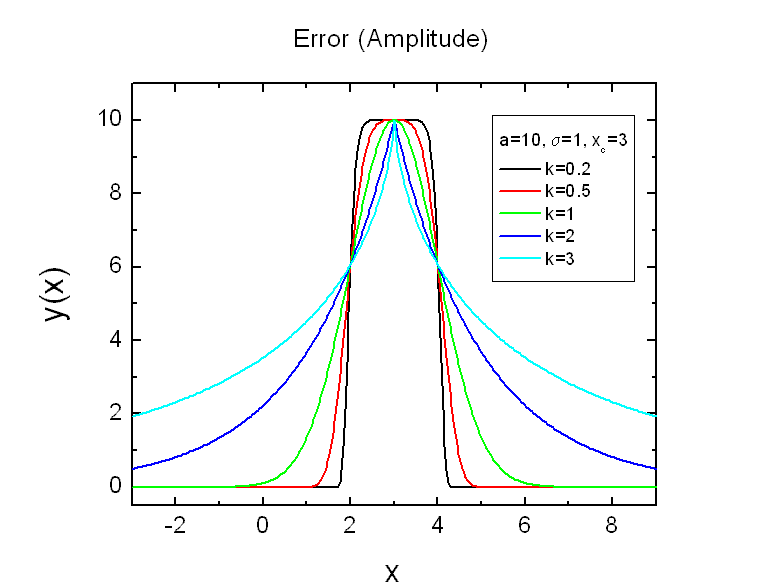 Error (Amplitude)
10
8
6
4
2
0
y(x)
a=10, σ=1, x_c=3
k=0.2
k=0.5
k=1
k=2
k=3
-2 0 2 4 6 8
x